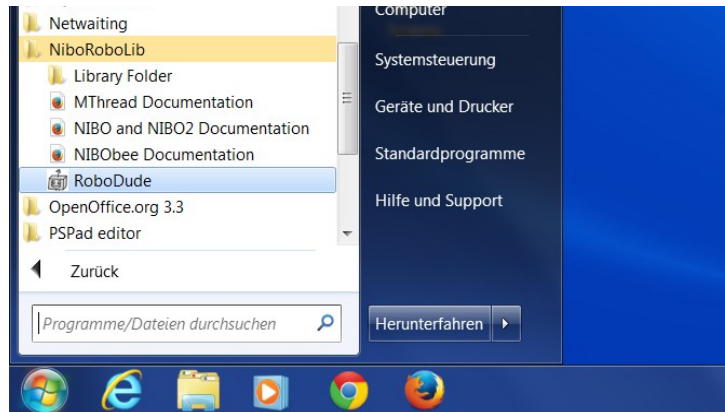 Netwaiting
NiboRoboLib
Library Folder
MThread Documentation
NIBO and NIBO2 Documentation
NIBObee Documentation
RoboDude
OpenOffice.org 3.3
PSPad editor
Zurück
Programme/Dateien durchsuchen
Computer
Systemsteuerung
Geräte und Drucker
Standardprogramme
Hilfe und Support
Herunterfahren